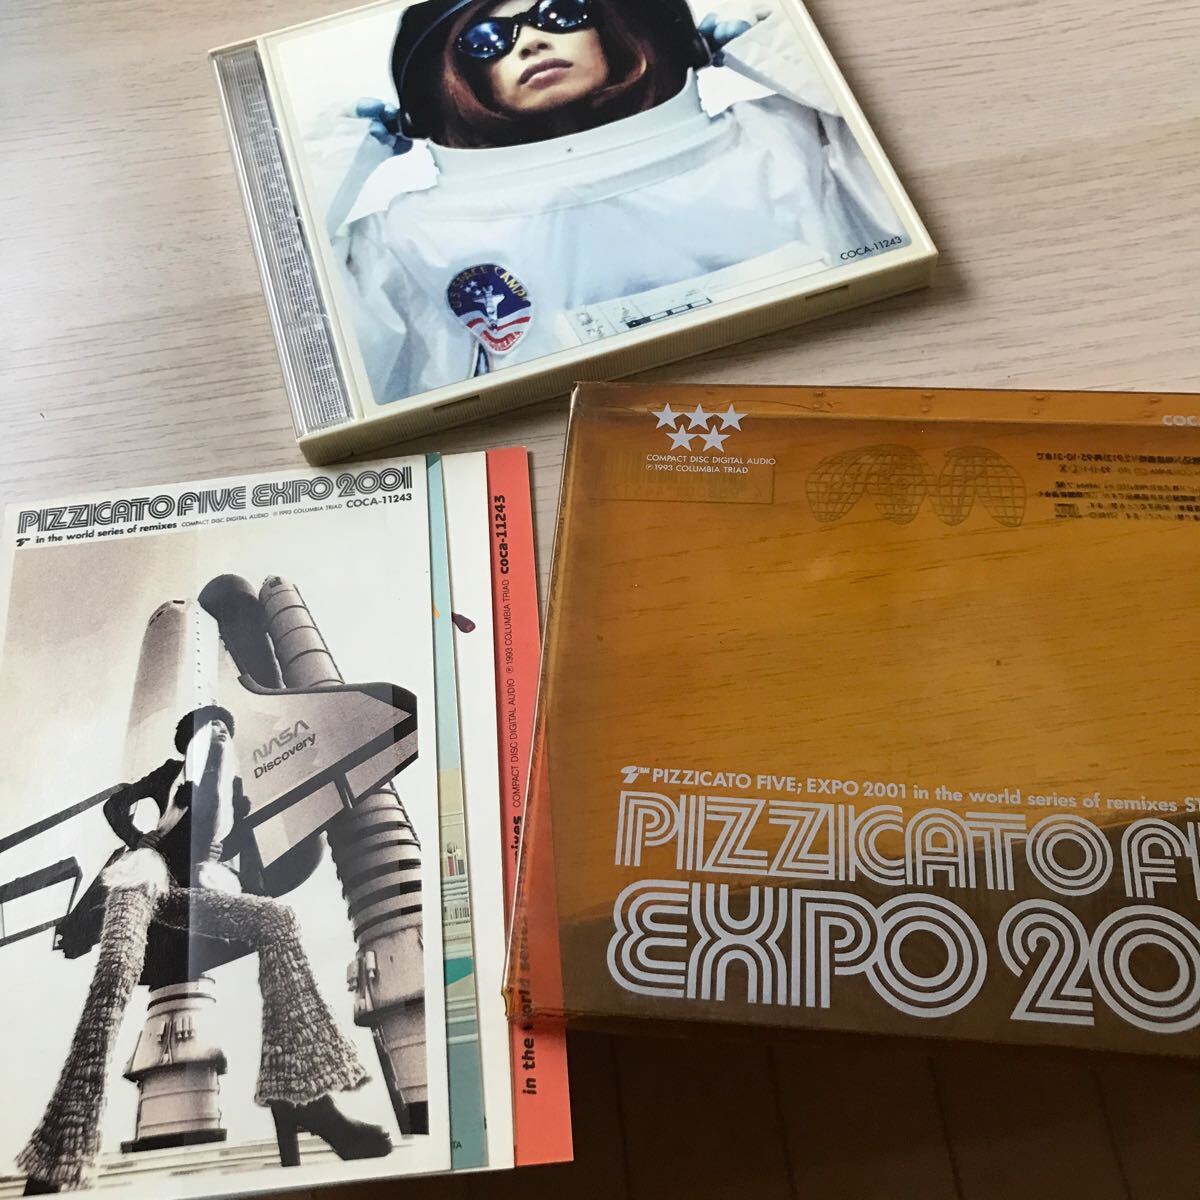 COCA-11243
U.S. SPACE CAMP
PIZZICATO FIVE EXPO 2001
in the world series of remixes COMPACT DISC DIGITAL AUDIO ℗1993 COLUMBIA TRIAD COCA-11243
NASA
Discovery
in the world series of remixes COMPACT DISC DIGITAL AUDIO ℗1993 COLUMBIA TRIAD coca-11243
COMPACT DISC DIGITAL AUDIO
℗1993 COLUMBIA TRIAD
TRIAD PIZZICATO FIVE; EXPO 2001 in the world series of remixes
PIZZICATO
EXPO